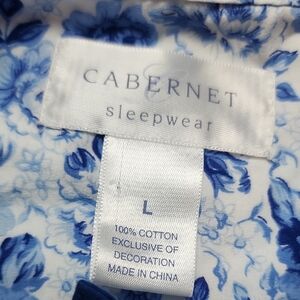 CABERNET
sleepwear
L
100% COTTON
EXCLUSIVE OF
DECORATION
MADE IN CHINA